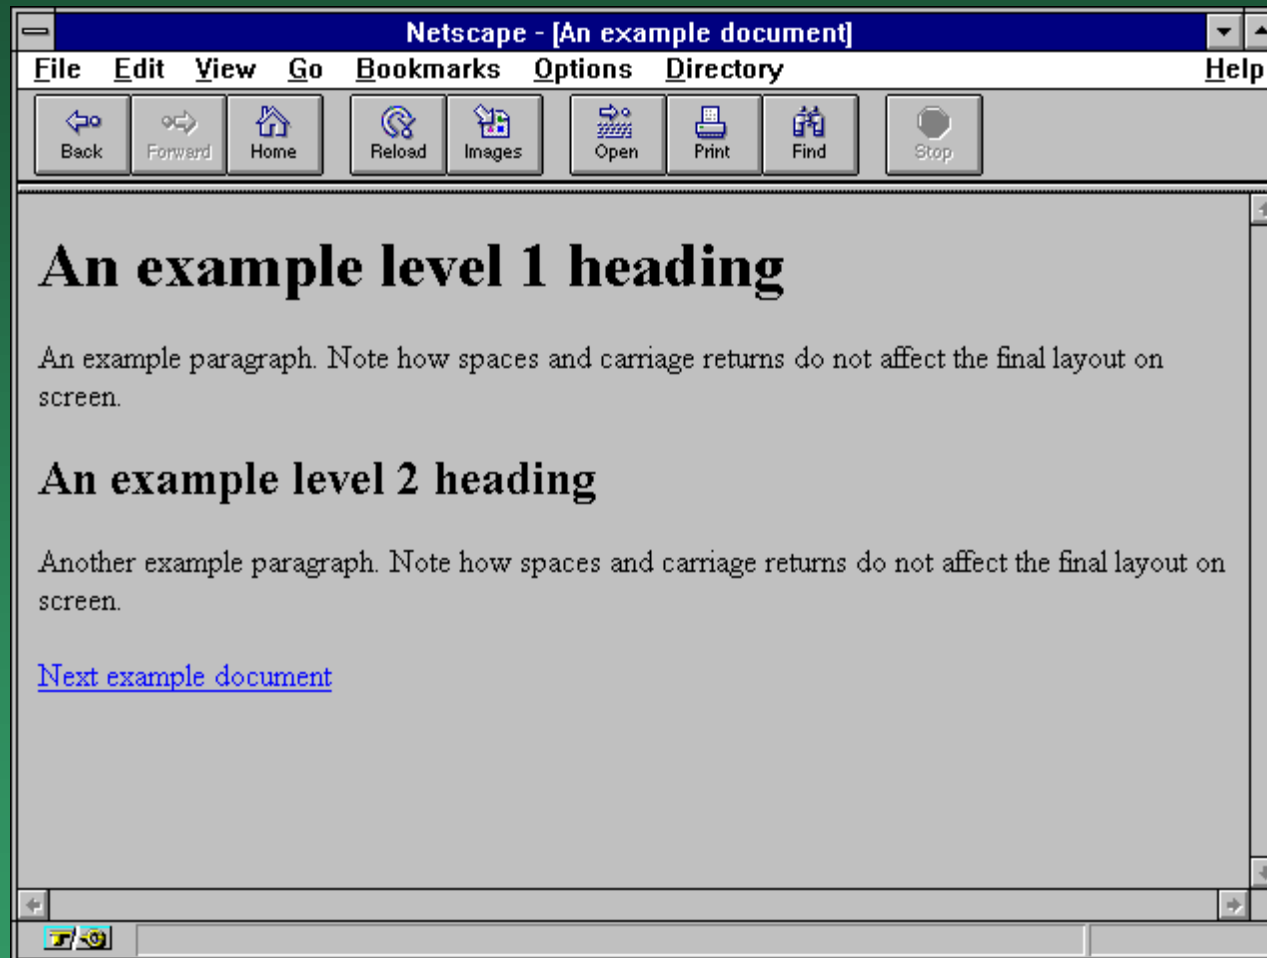 Netscape - [An example document]
File Edit View Go Bookmarks Options Directory Help
Back Forward Home Reload Images Open Print Find Stop
An example level 1 heading
An example paragraph. Note how spaces and carriage returns do not affect the final layout on
screen.
An example level 2 heading
Another example paragraph. Note how spaces and carriage returns do not affect the final layout on
screen.
Next example document